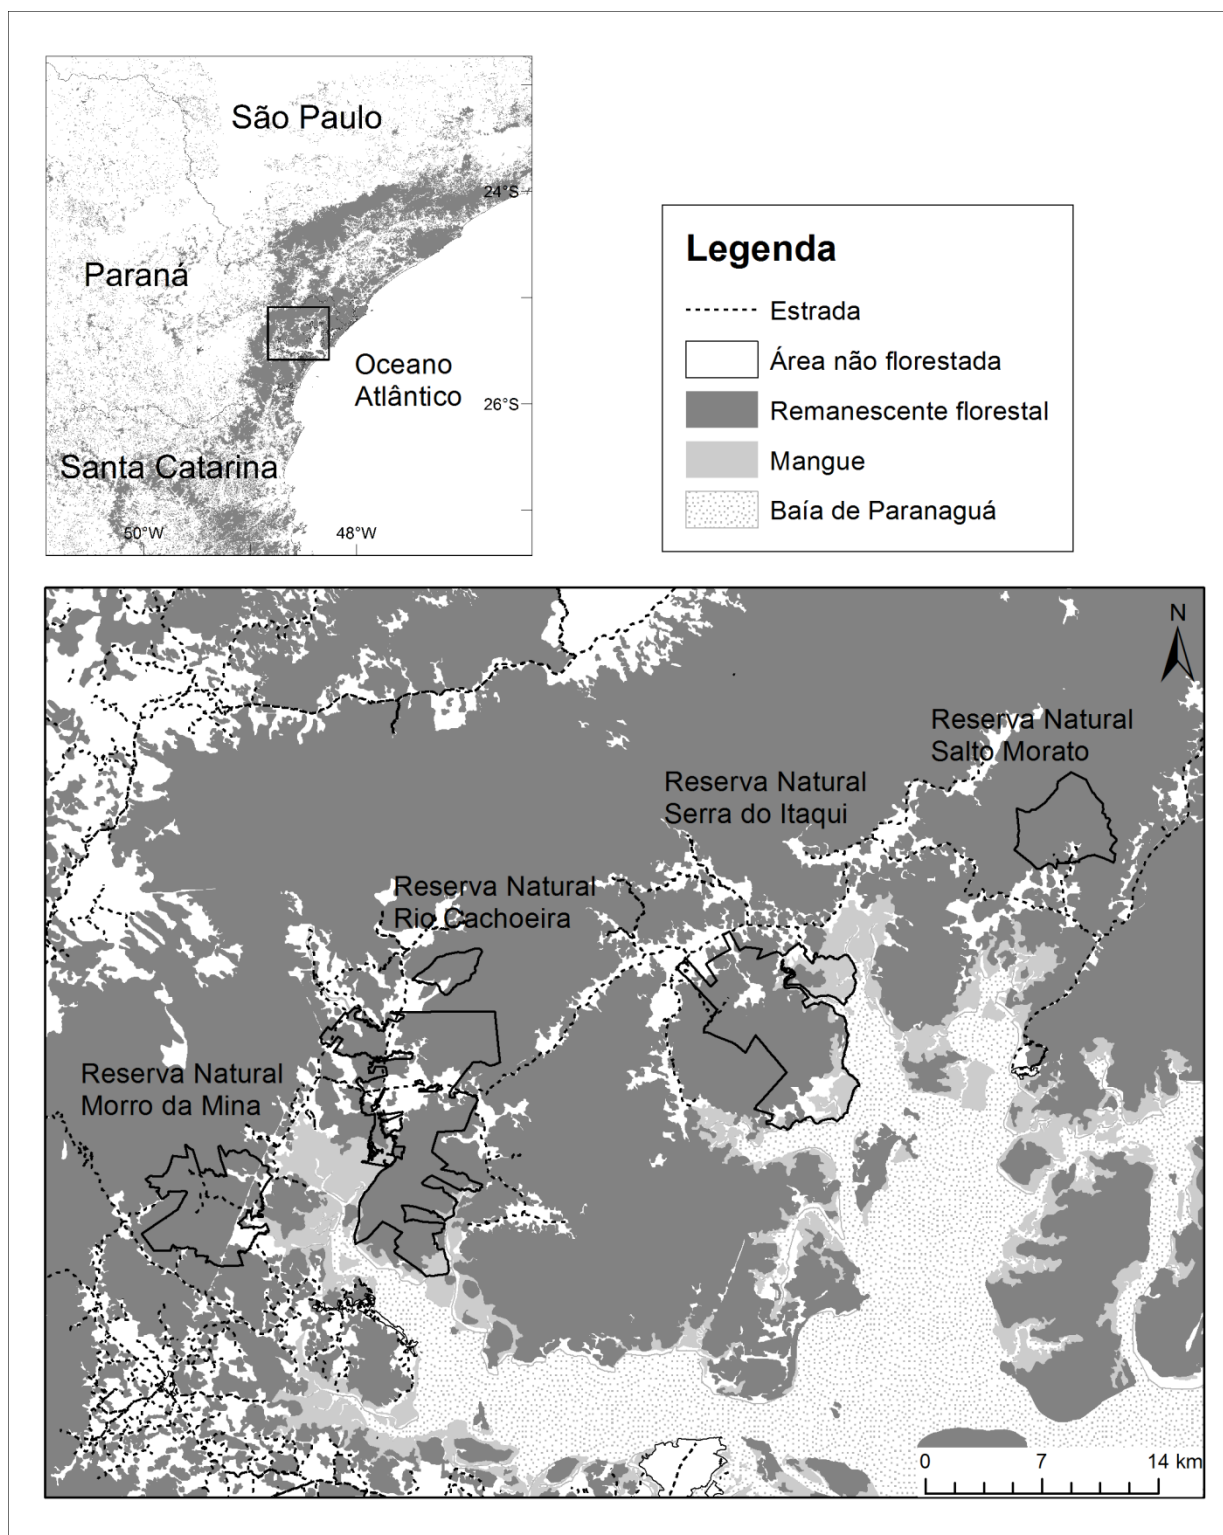 São Paulo
24°S
Paraná
Oceano
Atlântico
26°S
Santa Catarina
50°W
48°W
Legenda
Estrada
Área não florestada
Remanescente florestal
Mangue
Baía de Paranaguá
N
Reserva Natural
Salto Morato
Reserva Natural
Serra do Itaqui
Reserva Natural
Rio Cachoeira
Reserva Natural
Morro da Mina
0 7 14 km